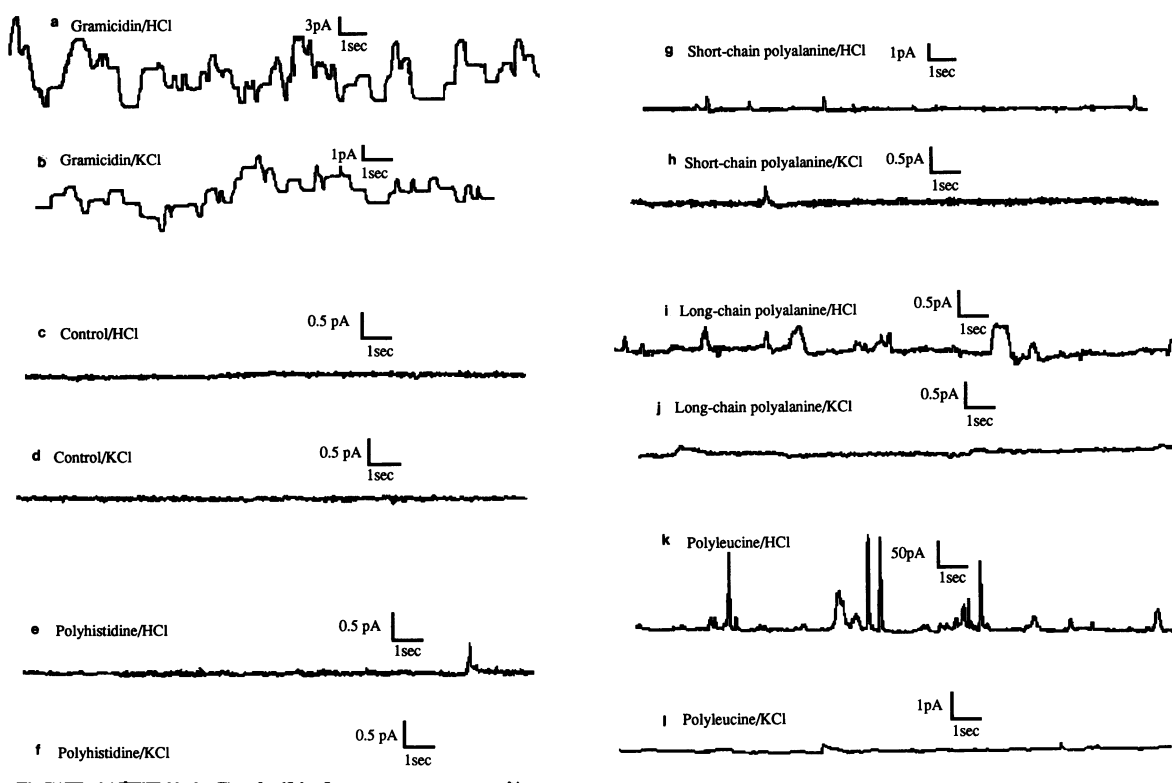 a Gramicidin/HCl
3pA
1sec
b Gramicidin/KCl
1pA
1sec
c Control/HCl
0.5 pA
1sec
d Control/KCl
0.5 pA
1sec
e Polyhistidine/HCl
0.5 pA
1sec
f Polyhistidine/KCl
0.5 pA
1sec
g Short-chain polyalanine/HCl
1pA
1sec
h Short-chain polyalanine/KCl
0.5pA
1sec
i Long-chain polyalanine/HCl
0.5pA
1sec
j Long-chain polyalanine/KCl
0.5pA
1sec
k Polyleucine/HCl
50pA
1sec
l Polyleucine/KCl
1pA
1sec